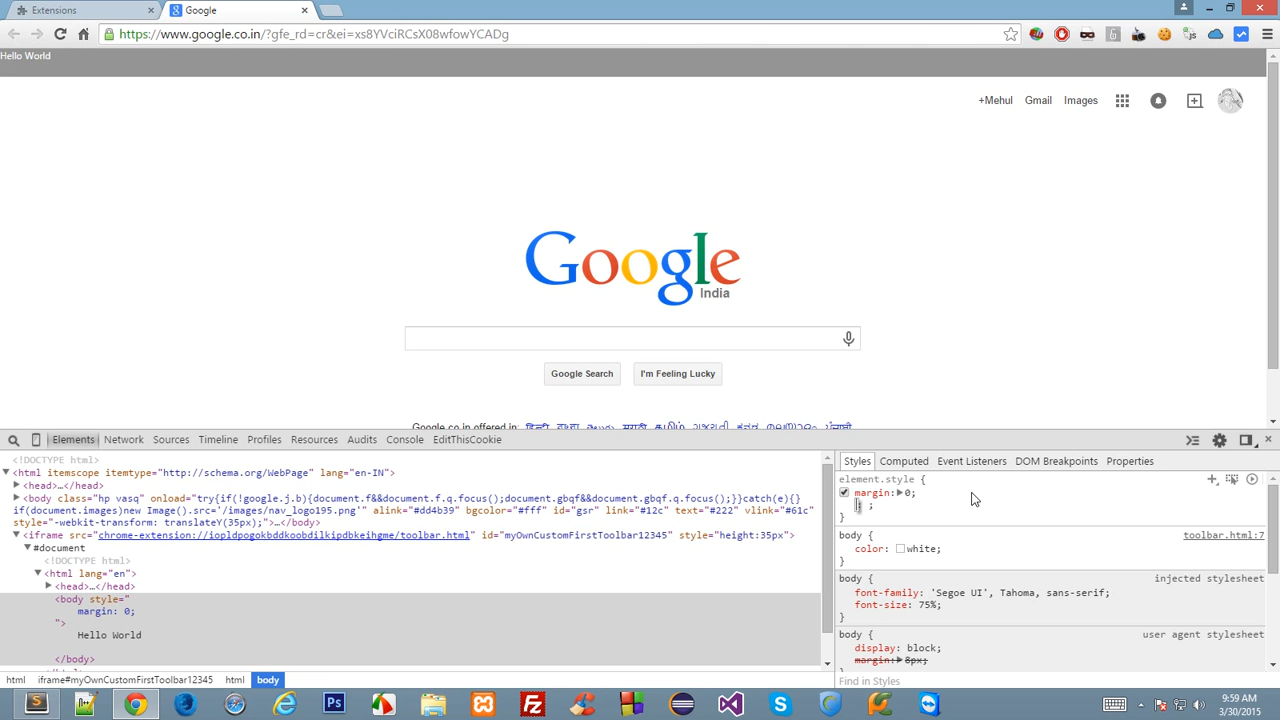 Extensions
Google
https://www.google.co.in/?gfe_rd=cr&ei=xs8YVciRCsX08wfowYCADg
Hello World
+Mehul Gmail Images
Google
India
Google Search I'm Feeling Lucky
Google.co.in offered in: हिन्दी বাংলা తెలుగు मराठी தமிழ் ગુજરાતી ಕನ್ನಡ മലയാളം ਪੰਜਾਬੀ
Elements Network Sources Timeline Profiles Resources Audits Console EditThisCookie
<!DOCTYPE html>
<html itemscope itemtype="http://schema.org/WebPage" lang="en-IN">
<head>…</head>
<body class="hp vasq" onload="try{if(!google.j.b){document.f&&document.f.q.focus();document.gbqf&&document.gbqf.q.focus();}}catch(e){}
if(document.images)new Image().src='/images/nav_logo195.png'" alink="#dd4b39" bgcolor="#fff" id="gsr" link="#12c" text="#222" vlink="#61c"
style="-webkit-transform: translateY(35px);">…</body>
<iframe src="chrome-extension://iopldpogokbddkoobdilkipdbkeihgme/toolbar.html" id="myOwnCustomFirstToolbar12345" style="height:35px">
#document
<!DOCTYPE html>
<html lang="en">
<head>…</head>
<body style="
margin: 0;
">
Hello World
</body>
html iframe#myOwnCustomFirstToolbar12345 html body
Styles Computed Event Listeners DOM Breakpoints Properties
element.style {
margin: 0;
: ;
}
body { toolbar.html:7
color: white;
}
body { injected stylesheet
font-family: 'Segoe UI', Tahoma, sans-serif;
font-size: 75%;
}
body { user agent stylesheet
display: block;
margin: 8px;
Find in Styles
9:59 AM
3/30/2015